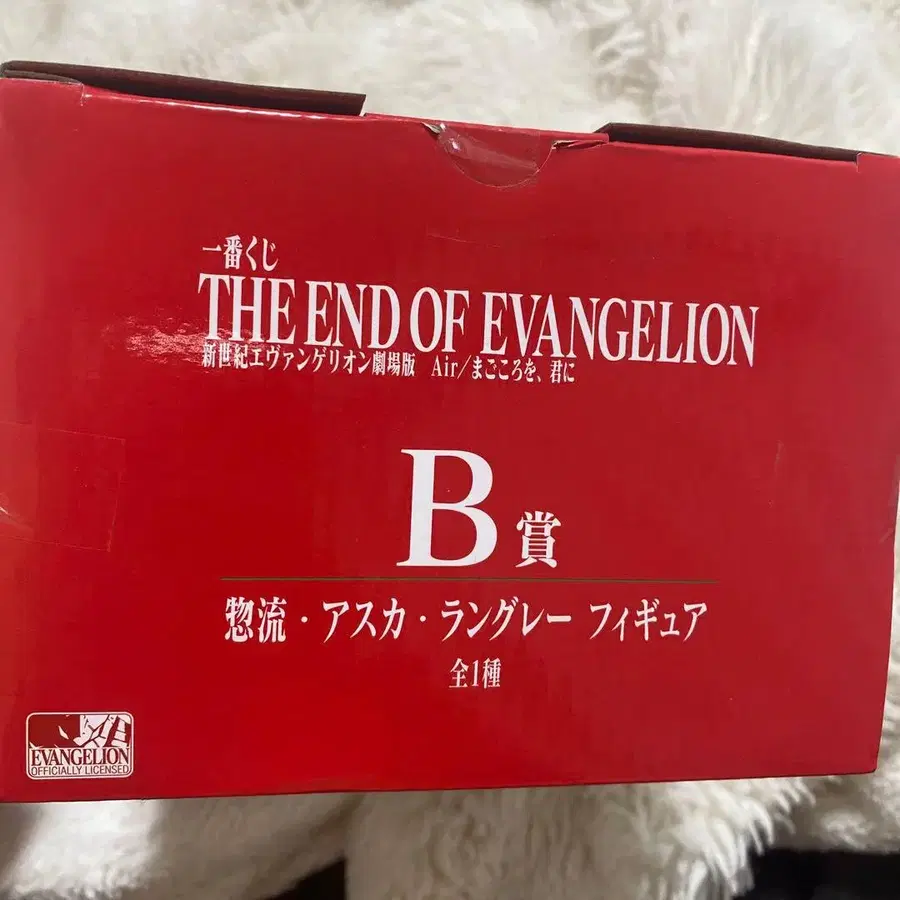 一番くじ
THE END OF EVANGELION
新世紀エヴァンゲリオン劇場版 Air/まごころを、君に
B賞
惣流・アスカ・ラングレー フィギュア
全1種
EVANGELION
OFFICIALLY LICENSED